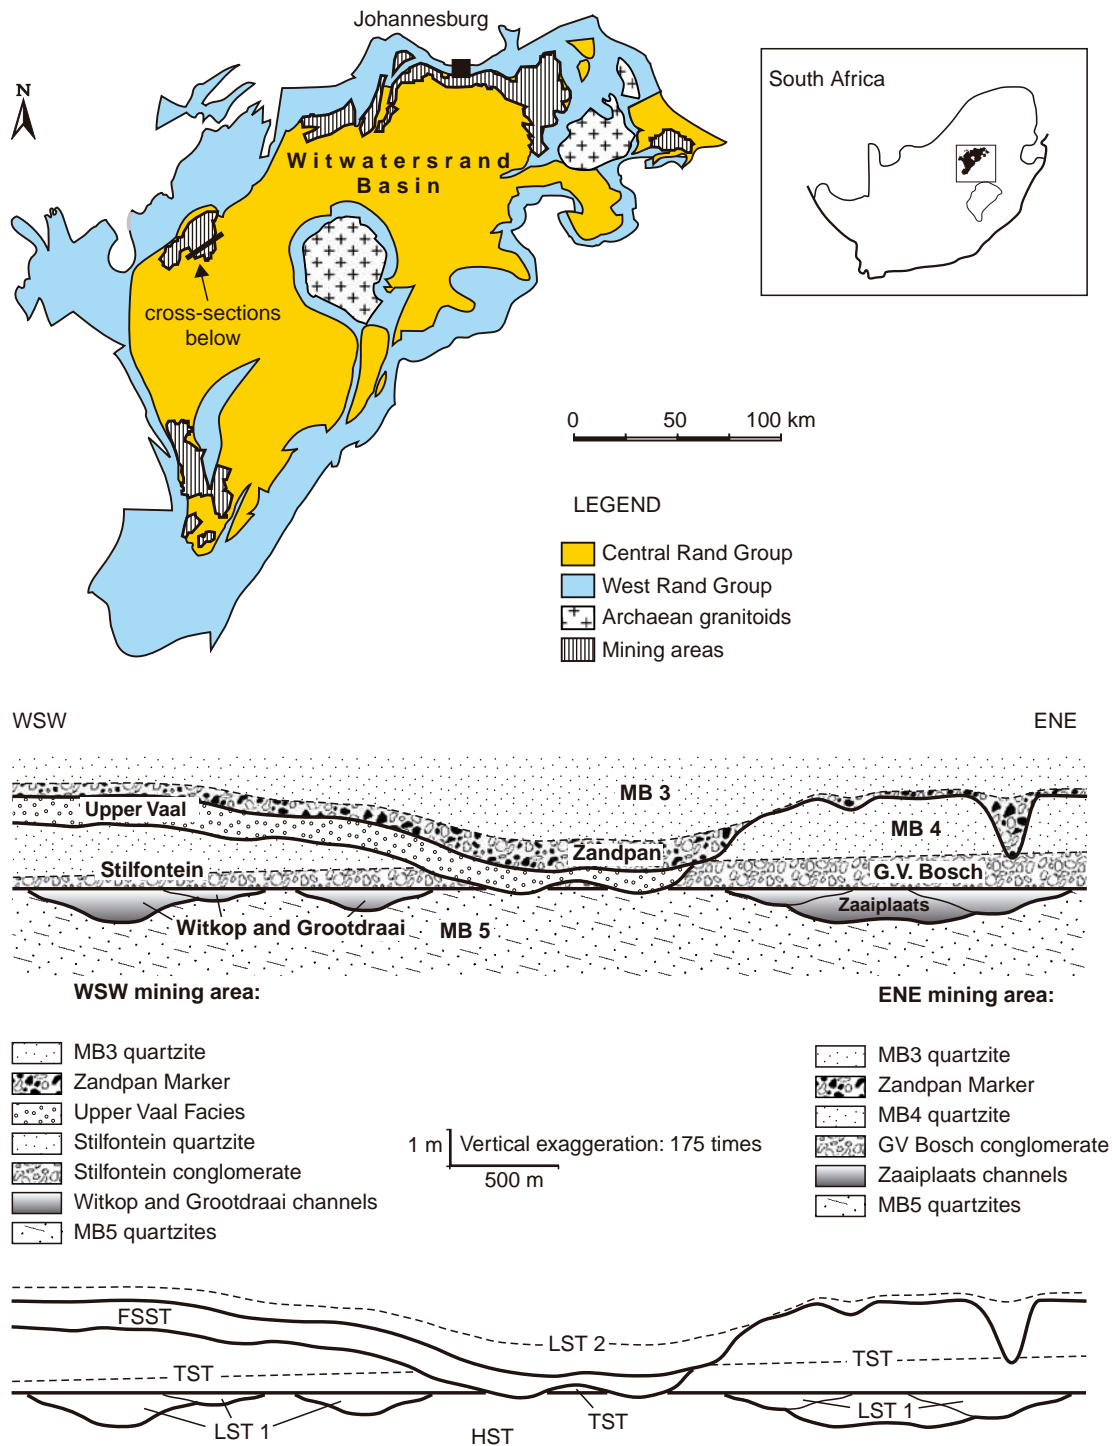 Johannesburg
South Africa
N
Witwatersrand
Basin
cross-sections
below
0 50 100 km
LEGEND
Central Rand Group
West Rand Group
Archaean granitoids
Mining areas
WSW
ENE
MB 3
Upper Vaal
MB 4
Zandpan
Stilfontein
G.V. Bosch
Zaaiplaats
Witkop and Grootdraai
MB 5
WSW mining area:
MB3 quartzite
Zandpan Marker
Upper Vaal Facies
Stilfontein quartzite
Stilfontein conglomerate
Witkop and Grootdraai channels
MB5 quartzites
1 m
Vertical exaggeration: 175 times
500 m
ENE mining area:
MB3 quartzite
Zandpan Marker
MB4 quartzite
GV Bosch conglomerate
Zaaiplaats channels
MB5 quartzites
FSST
LST 2
TST
TST
TST
LST 1
LST 1
HST